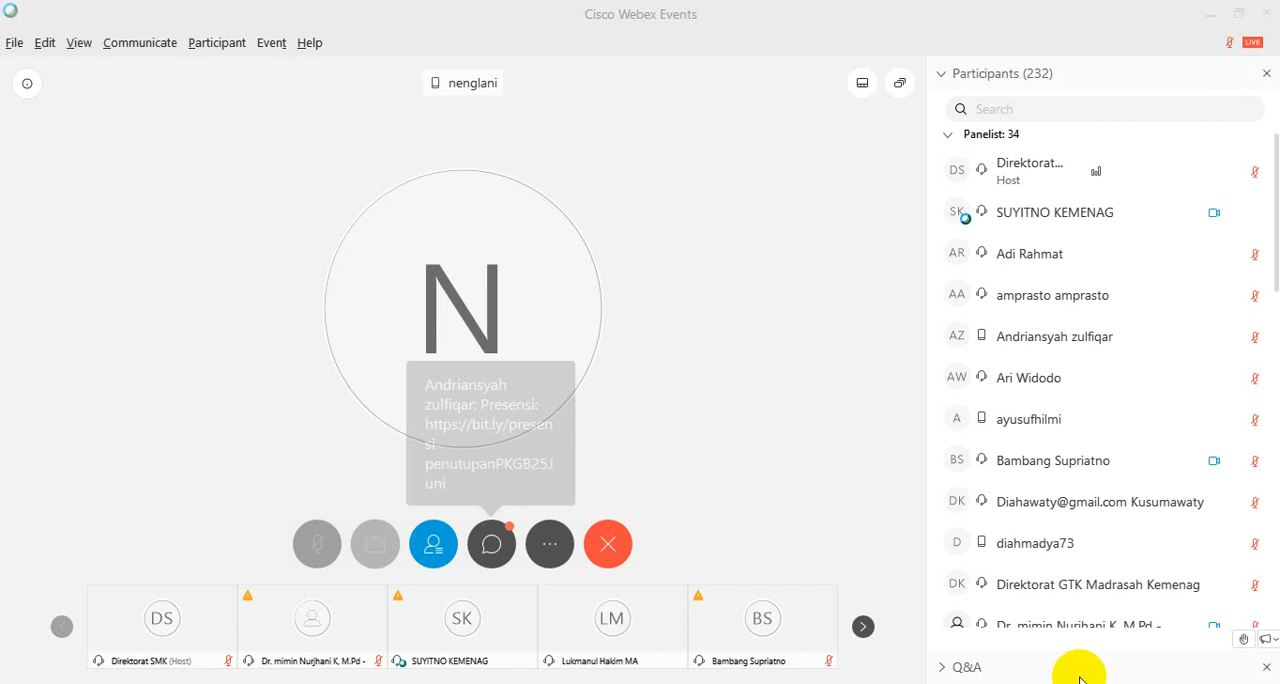 Cisco Webex Events
File Edit View Communicate Participant Event Help
LIVE
nenglani
N
Andriansyah
zulfiqar: Presensi:
https://bit.ly/presen
si
penutupanPKGB25J
uni
DS
SK
LM
BS
Direktorat SMK (Host)
Dr. mimin Nurjhani K, M.Pd -
SUYITNO KEMENAG
Lukmanul Hakim MA
Bambang Supriatno
Participants (232)
Search
Panelist: 34
DS Direktorat...
Host
SK SUYITNO KEMENAG
AR Adi Rahmat
AA amprasto amprasto
AZ Andriansyah zulfiqar
AW Ari Widodo
A ayusufhilmi
BS Bambang Supriatno
DK Diahawaty@gmail.com Kusumawaty
D diahmadya73
DK Direktorat GTK Madrasah Kemenag
Dr. mimin Nurjhani K, M.Pd -
Q&A